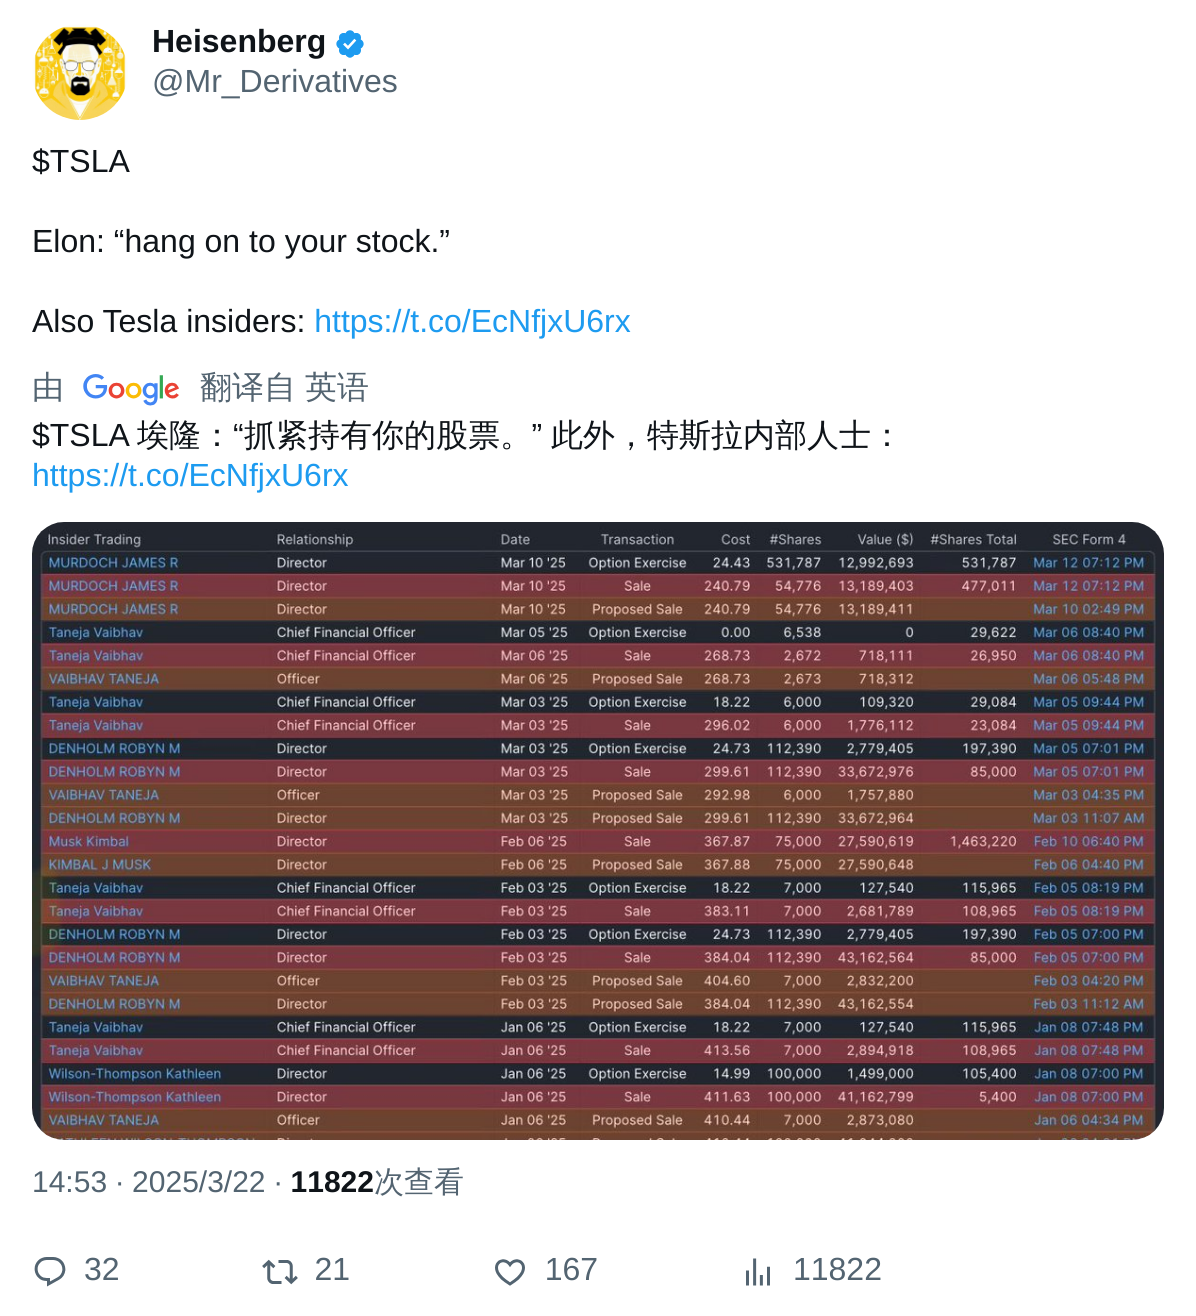 Heisenberg
@Mr_Derivatives
$TSLA
Elon: “hang on to your stock.”
Also Tesla insiders: https://t.co/EcNfjxU6rx
由 Google 翻译自 英语
$TSLA 埃隆：“抓紧持有你的股票。” 此外，特斯拉内部人士：
https://t.co/EcNfjxU6rx
Insider Trading Relationship Date Transaction Cost #Shares Value ($) #Shares Total SEC Form 4
MURDOCH JAMES R Director Mar 10 '25 Option Exercise 24.43 531,787 12,992,693 531,787 Mar 12 07:12 PM
MURDOCH JAMES R Director Mar 10 '25 Sale 240.79 54,776 13,189,403 477,011 Mar 12 07:12 PM
MURDOCH JAMES R Director Mar 10 '25 Proposed Sale 240.79 54,776 13,189,411 Mar 10 02:49 PM
Taneja Vaibhav Chief Financial Officer Mar 05 '25 Option Exercise 0.00 6,538 0 29,622 Mar 06 08:40 PM
Taneja Vaibhav Chief Financial Officer Mar 06 '25 Sale 268.73 2,672 718,111 26,950 Mar 06 08:40 PM
VAIBHAV TANEJA Officer Mar 06 '25 Proposed Sale 268.73 2,673 718,312 Mar 06 05:48 PM
Taneja Vaibhav Chief Financial Officer Mar 03 '25 Option Exercise 18.22 6,000 109,320 29,084 Mar 05 09:44 PM
Taneja Vaibhav Chief Financial Officer Mar 03 '25 Sale 296.02 6,000 1,776,112 23,084 Mar 05 09:44 PM
DENHOLM ROBYN M Director Mar 03 '25 Option Exercise 24.73 112,390 2,779,405 197,390 Mar 05 07:01 PM
DENHOLM ROBYN M Director Mar 03 '25 Sale 299.61 112,390 33,672,976 85,000 Mar 05 07:01 PM
VAIBHAV TANEJA Officer Mar 03 '25 Proposed Sale 292.98 6,000 1,757,880 Mar 03 04:35 PM
DENHOLM ROBYN M Director Mar 03 '25 Proposed Sale 299.61 112,390 33,672,964 Mar 03 11:07 AM
Musk Kimbal Director Feb 06 '25 Sale 367.87 75,000 27,590,619 1,463,220 Feb 10 06:40 PM
KIMBAL J MUSK Director Feb 06 '25 Proposed Sale 367.88 75,000 27,590,648 Feb 06 04:40 PM
Taneja Vaibhav Chief Financial Officer Feb 03 '25 Option Exercise 18.22 7,000 127,540 115,965 Feb 05 08:19 PM
Taneja Vaibhav Chief Financial Officer Feb 03 '25 Sale 383.11 7,000 2,681,789 108,965 Feb 05 08:19 PM
DENHOLM ROBYN M Director Feb 03 '25 Option Exercise 24.73 112,390 2,779,405 197,390 Feb 05 07:00 PM
DENHOLM ROBYN M Director Feb 03 '25 Sale 384.04 112,390 43,162,564 85,000 Feb 05 07:00 PM
VAIBHAV TANEJA Officer Feb 03 '25 Proposed Sale 404.60 7,000 2,832,200 Feb 03 04:20 PM
DENHOLM ROBYN M Director Feb 03 '25 Proposed Sale 384.04 112,390 43,162,554 Feb 03 11:12 AM
Taneja Vaibhav Chief Financial Officer Jan 06 '25 Option Exercise 18.22 7,000 127,540 115,965 Jan 08 07:48 PM
Taneja Vaibhav Chief Financial Officer Jan 06 '25 Sale 413.56 7,000 2,894,918 108,965 Jan 08 07:48 PM
Wilson-Thompson Kathleen Director Jan 06 '25 Option Exercise 14.99 100,000 1,499,000 105,400 Jan 08 07:00 PM
Wilson-Thompson Kathleen Director Jan 06 '25 Sale 411.63 100,000 41,162,799 5,400 Jan 08 07:00 PM
VAIBHAV TANEJA Officer Jan 06 '25 Proposed Sale 410.44 7,000 2,873,080 Jan 06 04:34 PM
14:53 · 2025/3/22 · 11822次查看
32 21 167 11822